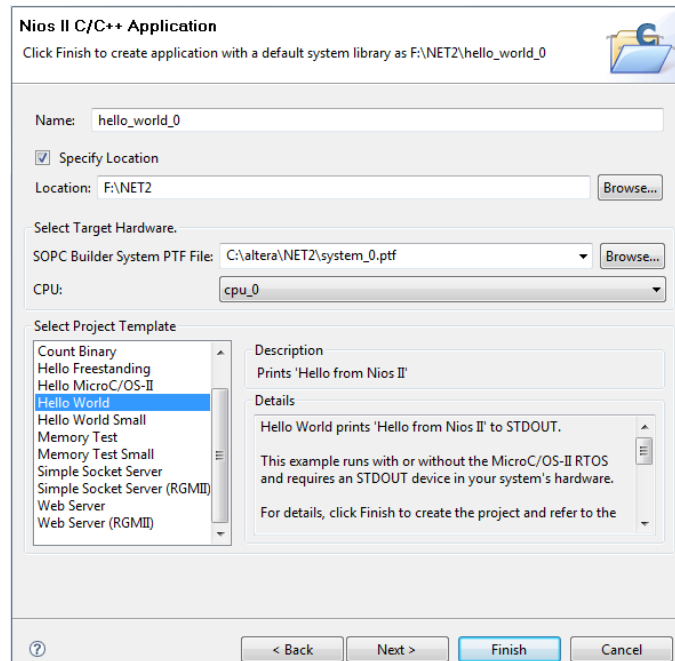 Nios II C/C++ Application
Click Finish to create application with a default system library as F:\NET2\hello_world_0
Name: hello_world_0
Specify Location
Location: F:\NET2 Browse...
Select Target Hardware.
SOPC Builder System PTF File: C:\altera\NET2\system_0.ptf Browse...
CPU: cpu_0
Select Project Template
Count Binary
Hello Freestanding
Hello MicroC/OS-II
Hello World
Hello World Small
Memory Test
Memory Test Small
Simple Socket Server
Simple Socket Server (RGMII)
Web Server
Web Server (RGMII)
Description
Prints 'Hello from Nios II'
Details
Hello World prints 'Hello from Nios II' to STDOUT.
This example runs with or without the MicroC/OS-II RTOS
and requires an STDOUT device in your system's hardware.
For details, click Finish to create the project and refer to the
< Back Next > Finish Cancel